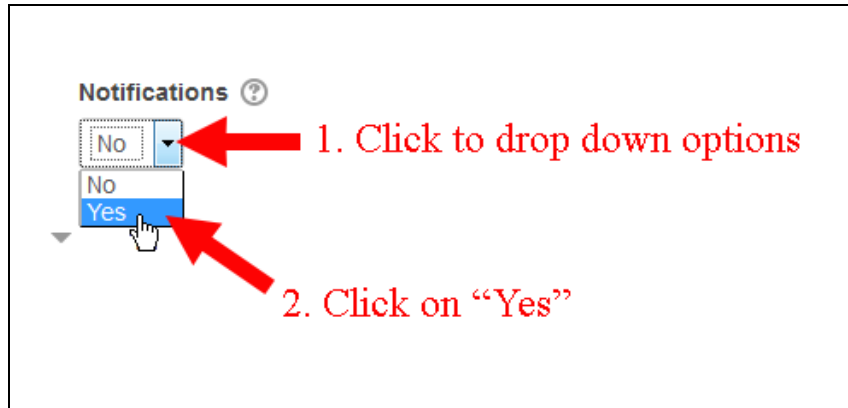 Notifications ?
No
1. Click to drop down options
No
Yes
2. Click on “Yes”